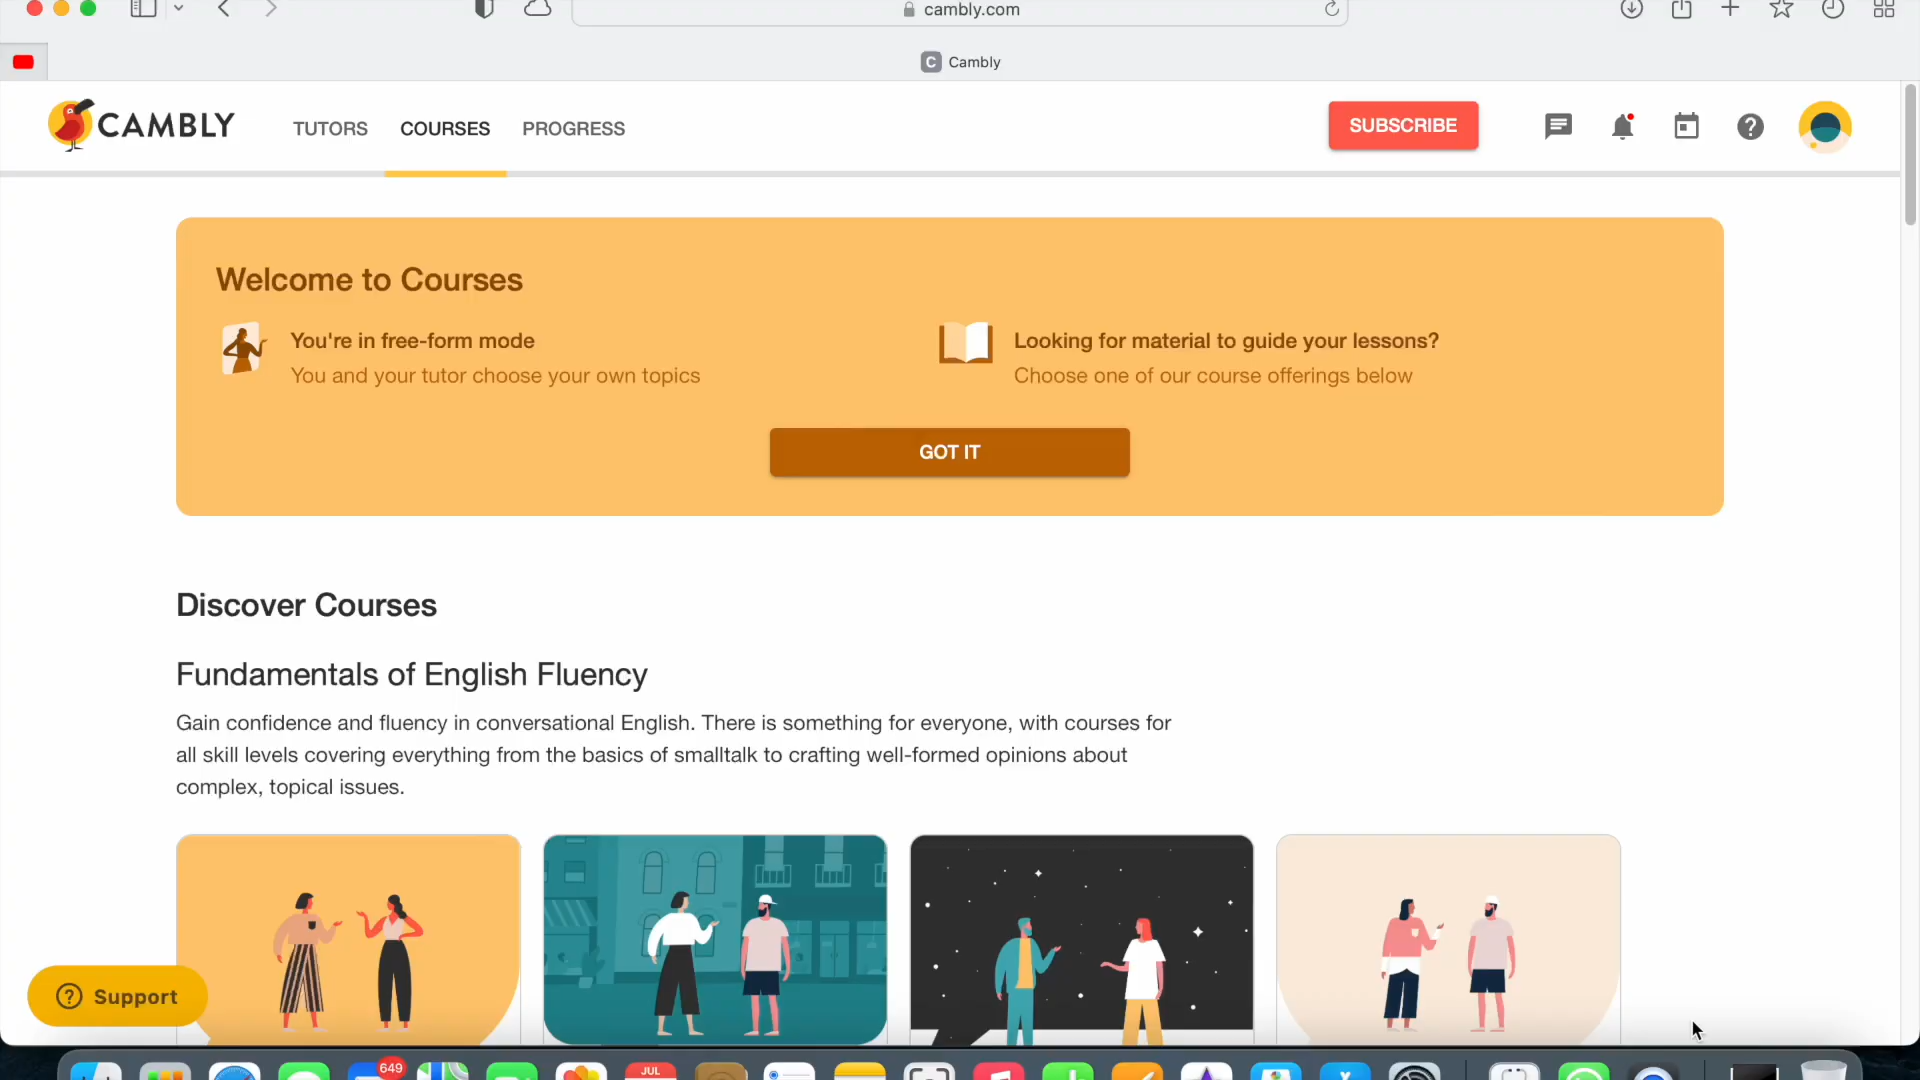 cambly.com
C Cambly
CAMBLY
TUTORS COURSES PROGRESS
SUBSCRIBE
Welcome to Courses
You're in free-form mode
You and your tutor choose your own topics
Looking for material to guide your lessons?
Choose one of our course offerings below
GOT IT
Discover Courses
Fundamentals of English Fluency
Gain confidence and fluency in conversational English. There is something for everyone, with courses for
all skill levels covering everything from the basics of smalltalk to crafting well-formed opinions about
complex, topical issues.
Support
649
JUL